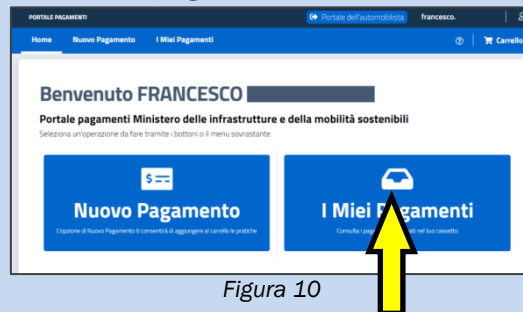 PORTALE PAGAMENTI
Portale dell'automobilista
francesco.
Home Nuovo Pagamento I Miei Pagamenti
Carrello
Benvenuto FRANCESCO
Portale pagamenti Ministero delle infrastrutture e della mobilità sostenibili
Seleziona un'operazione da fare tramite i bottoni o il menu sovrastante
Nuovo Pagamento
L'opzione di Nuovo Pagamento ti consentirà di aggiungere al carrello le pratiche
I Miei Pagamenti
Consulta i nel tuo cassetto
Figura 10